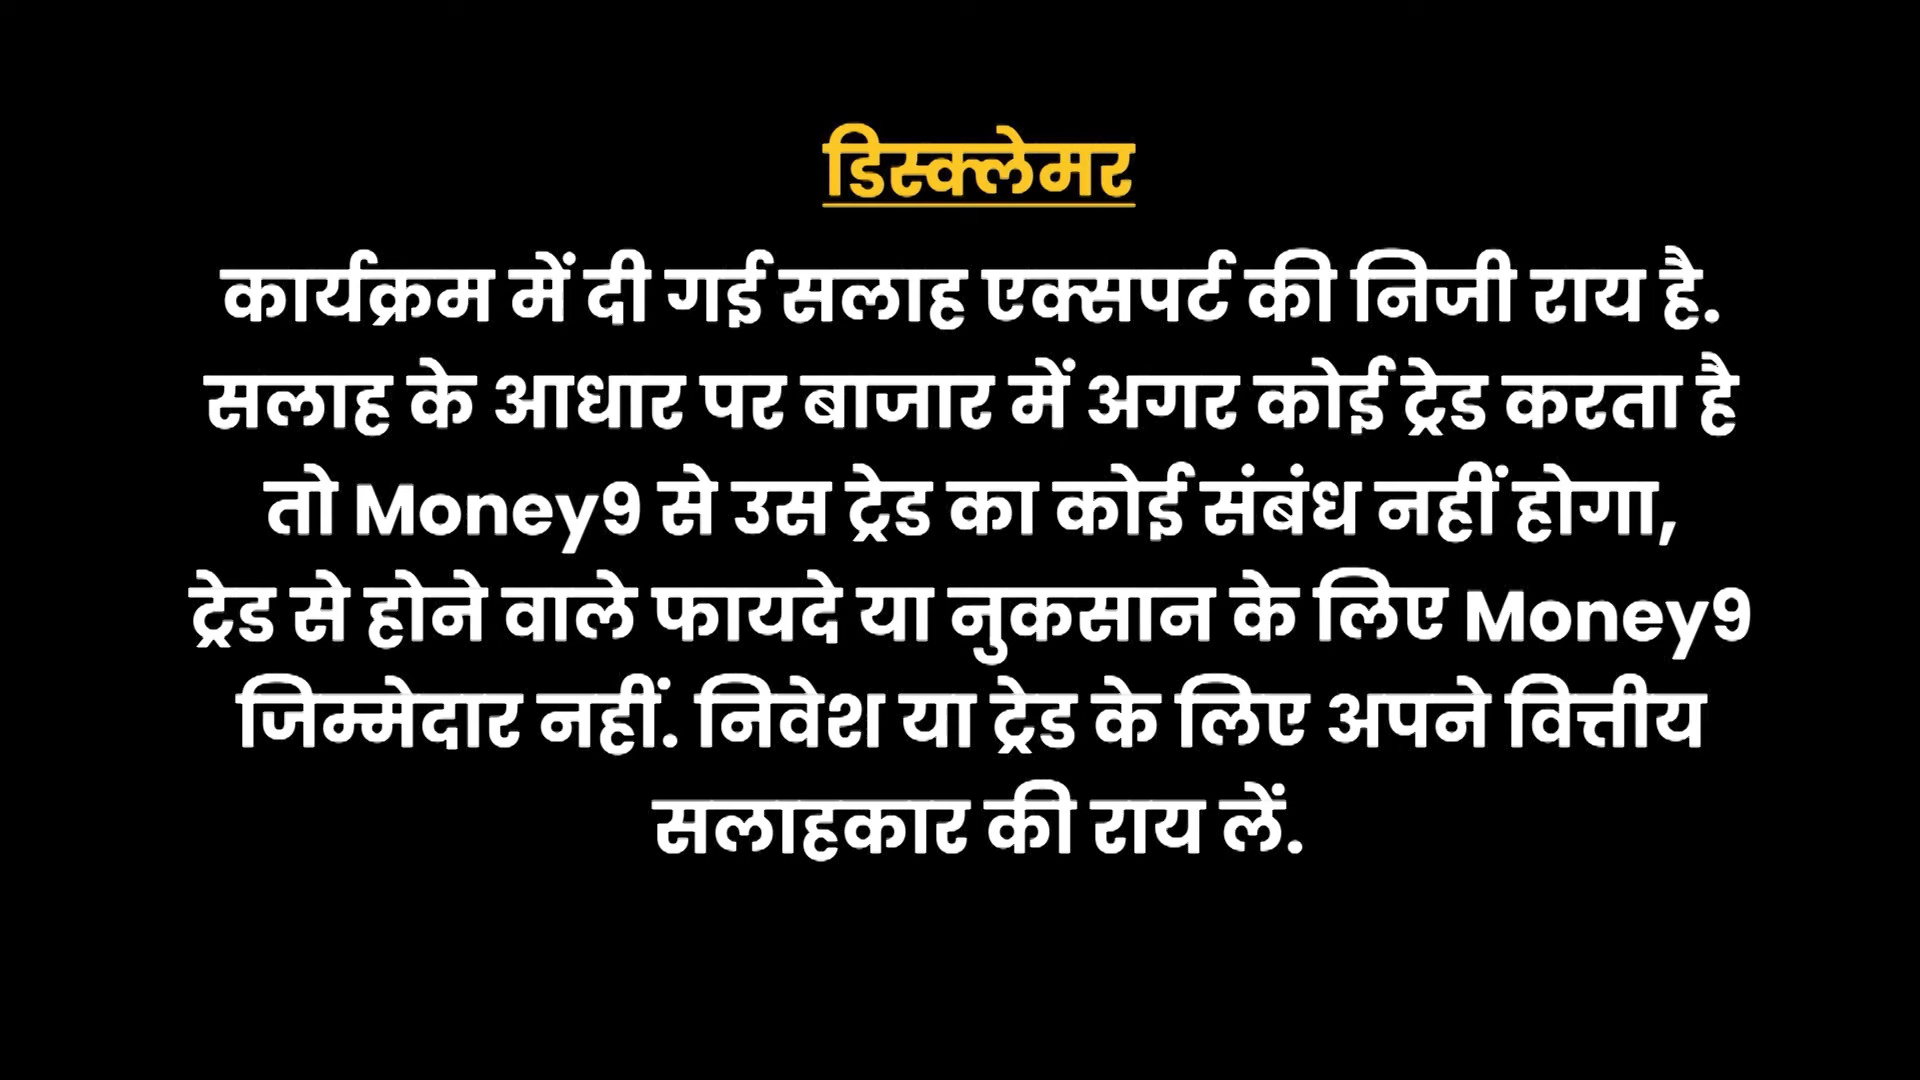 डिस्क्लेमर
कार्यक्रम में दी गई सलाह एक्सपर्ट की निजी राय है.
सलाह के आधार पर बाजार में अगर कोई ट्रेड करता है
तो Money9 से उस ट्रेड का कोई संबंध नहीं होगा,
ट्रेड से होने वाले फायदे या नुकसान के लिए Money9
जिम्मेदार नहीं. निवेश या ट्रेड के लिए अपने वित्तीय
सलाहकार की राय लें.